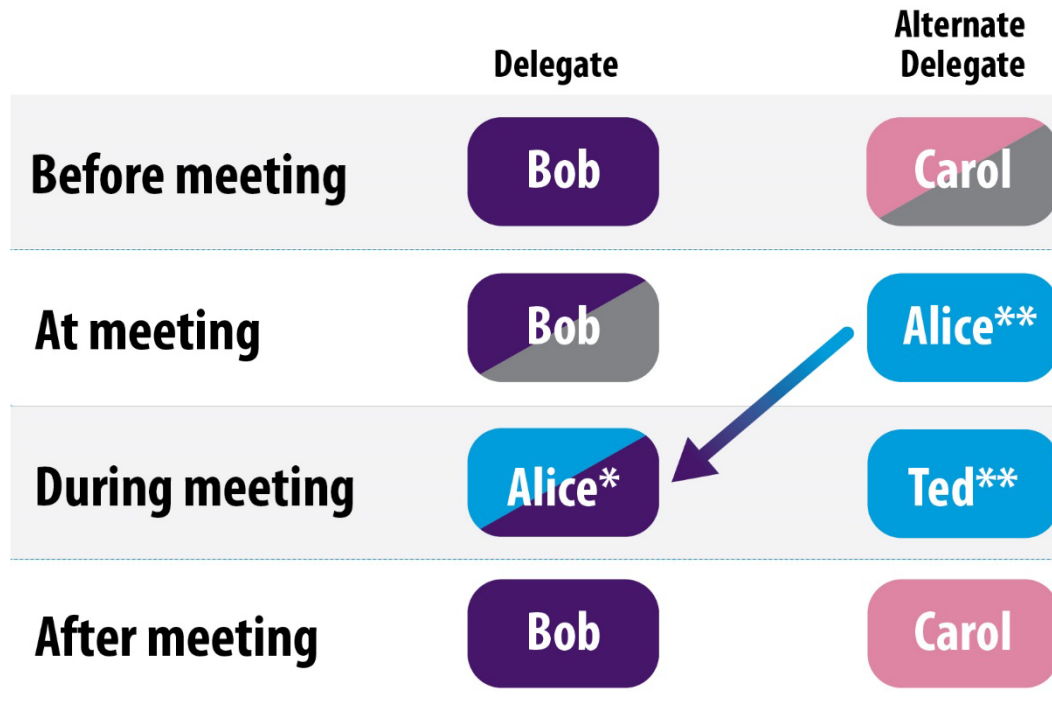 Delegate
Alternate
Delegate
Before meeting
Bob
Carol
At meeting
Bob
Alice**
During meeting
Alice*
Ted**
After meeting
Bob
Carol